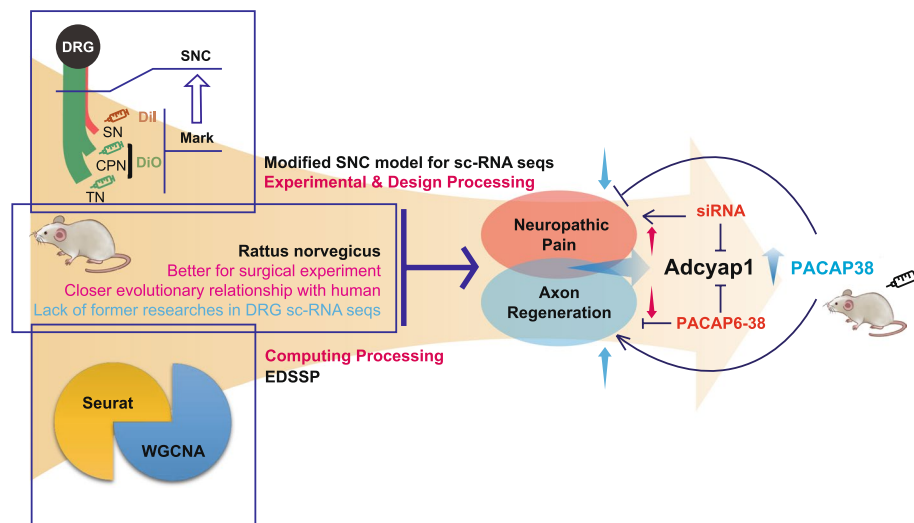 DRG
SNC
DiI
SN
Mark
CPN
DiO
TN
Modified SNC model for sc-RNA seqs
Experimental & Design Processing
Rattus norvegicus
Better for surgical experiment
Closer evolutionary relationship with human
Lack of former researches in DRG sc-RNA seqs
Computing Processing
EDSSP
Seurat
WGCNA
Neuropathic
Pain
Axon
Regeneration
siRNA
Adcyap1
PACAP38
PACAP6-38